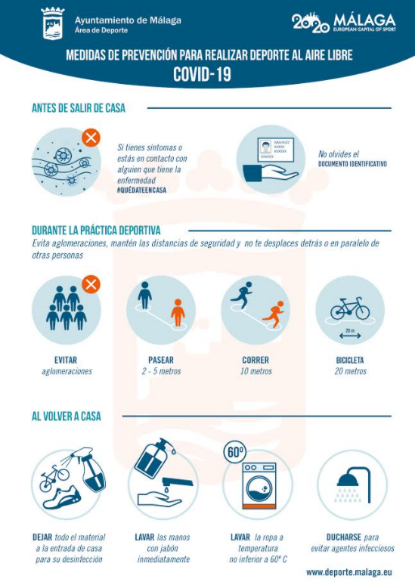 Ayuntamiento de Málaga
Área de Deporte
2020 MÁLAGA
EUROPEAN CAPITAL OF SPORT
MEDIDAS DE PREVENCIÓN PARA REALIZAR DEPORTE AL AIRE LIBRE
COVID-19
ANTES DE SALIR DE CASA
Si tienes síntomas o
estás en contacto con
alguien que tiene la
enfermedad
#QUÉDATEENCASA
No olvides el
DOCUMENTO IDENTIFICATIVO
DURANTE LA PRÁCTICA DEPORTIVA
Evita aglomeraciones, mantén las distancias de seguridad y no te desplaces detrás o en paralelo de
otras personas
20 m
EVITAR
aglomeraciones
PASEAR
2 - 5 metros
CORRER
10 metros
BICICLETA
20 metros
AL VOLVER A CASA
60º
DEJAR todo el material
a la entrada de casa
para su desinfección
LAVAR las manos
con jabón
inmediatamente
LAVAR la ropa a
temperatura
no inferior a 60º C
DUCHARSE para
evitar agentes infecciosos
www.deporte.malaga.eu